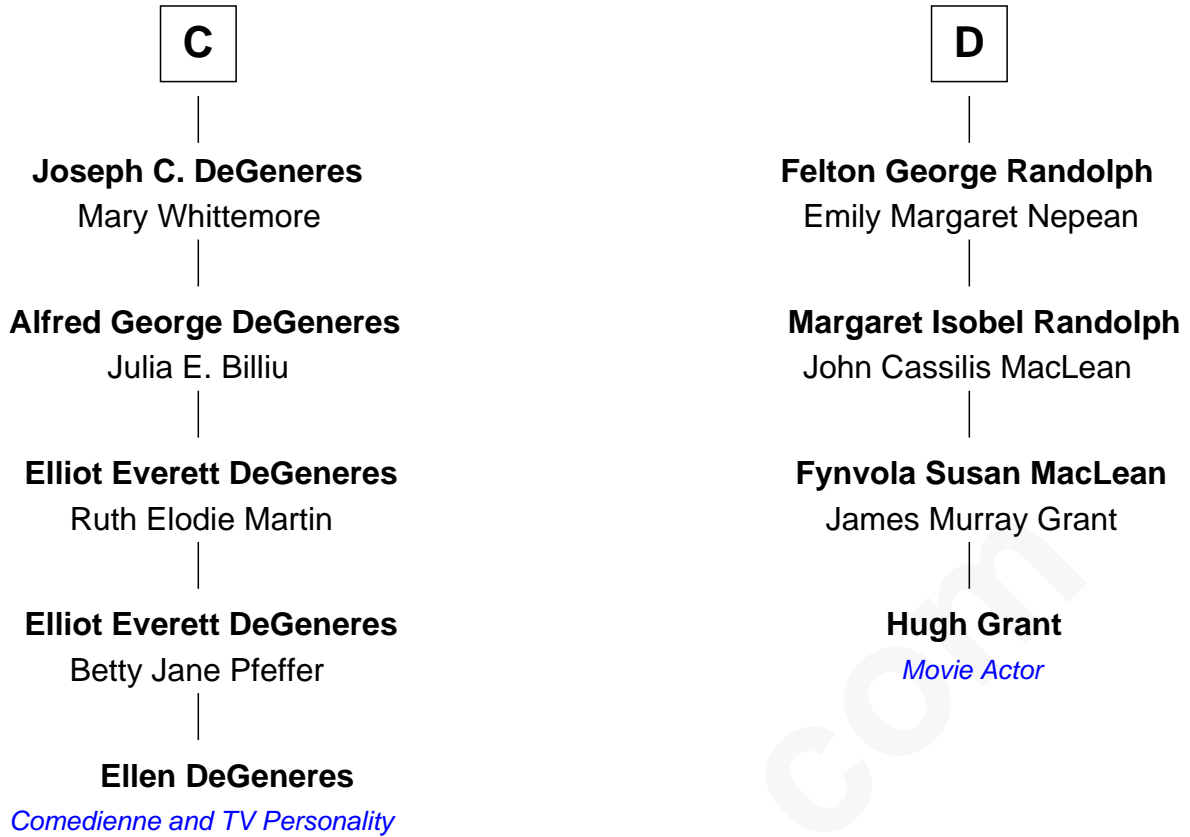 C
Joseph C. DeGeneres
Mary Whittemore
Alfred George DeGeneres
Julia E. Billiu
Elliot Everett DeGeneres
Ruth Elodie Martin
Elliot Everett DeGeneres
Betty Jane Pfeffer
Ellen DeGeneres
Comedienne and TV Personality
D
Felton George Randolph
Emily Margaret Nepean
Margaret Isobel Randolph
John Cassilis MacLean
Fynvola Susan MacLean
James Murray Grant
Hugh Grant
Movie Actor
com